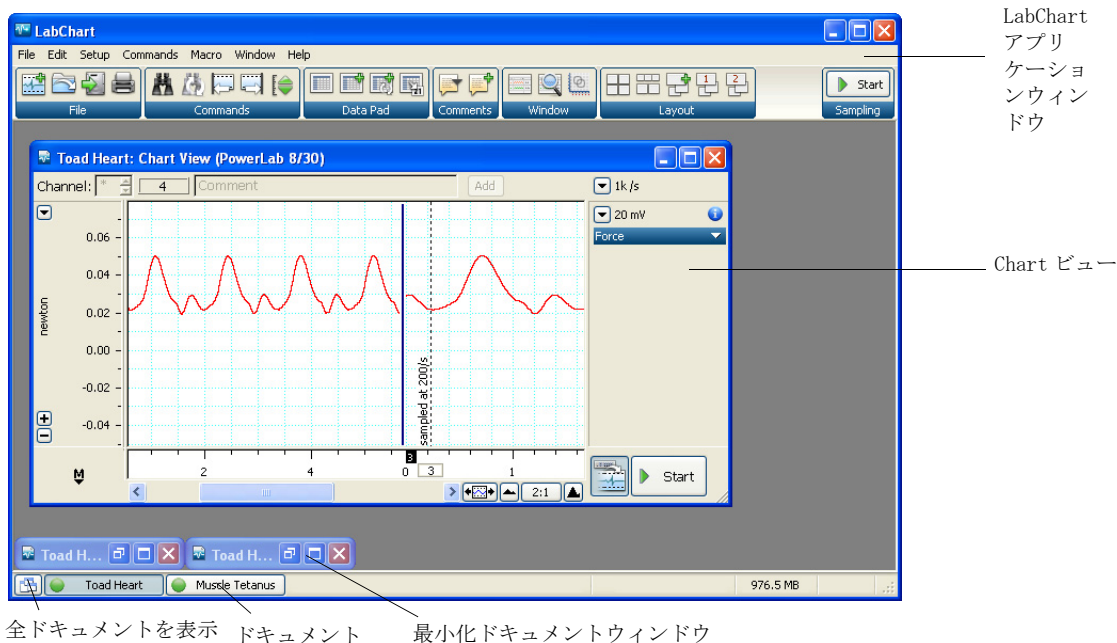 LabChart
File Edit Setup Commands Macro Window Help
File Commands Data Pad Comments Window Layout Sampling
1 2
Start
LabChart
アプリ
ケーショ
ンウィン
ドウ
Toad Heart: Chart View (PowerLab 8/30)
Channel: * 4 Comment Add 1k /s
20 mV
Force
Chart ビュー
newton
0.06
0.04
0.02
0.00
-0.02
-0.04
sampled at 200/s
3
2 4 0 3 1
M
2:1
Start
Toad H... Toad H...
Toad Heart Muscle Tetanus 976.5 MB
全ドキュメントを表示 ドキュメント 最小化ドキュメントウィンドウ